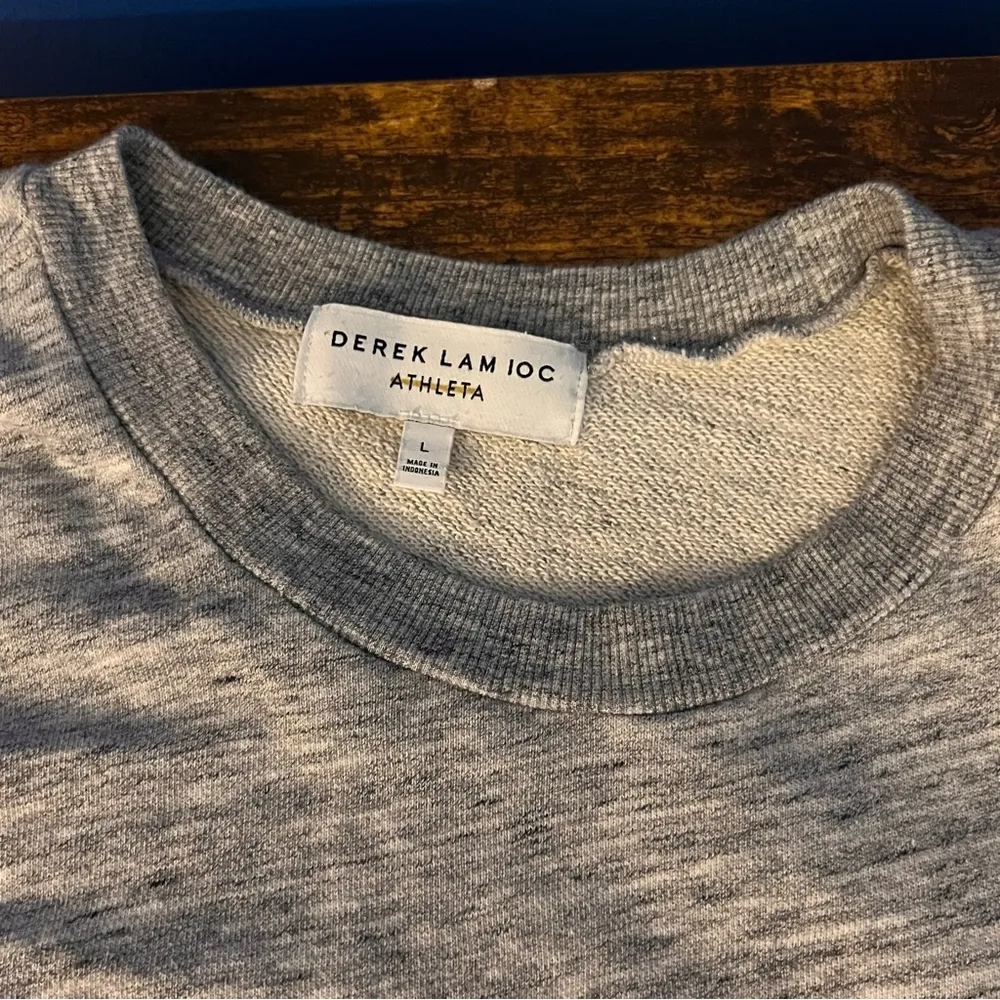 DEREK LAM 10C
ATHLETA
L
MADE IN
INDONESIA